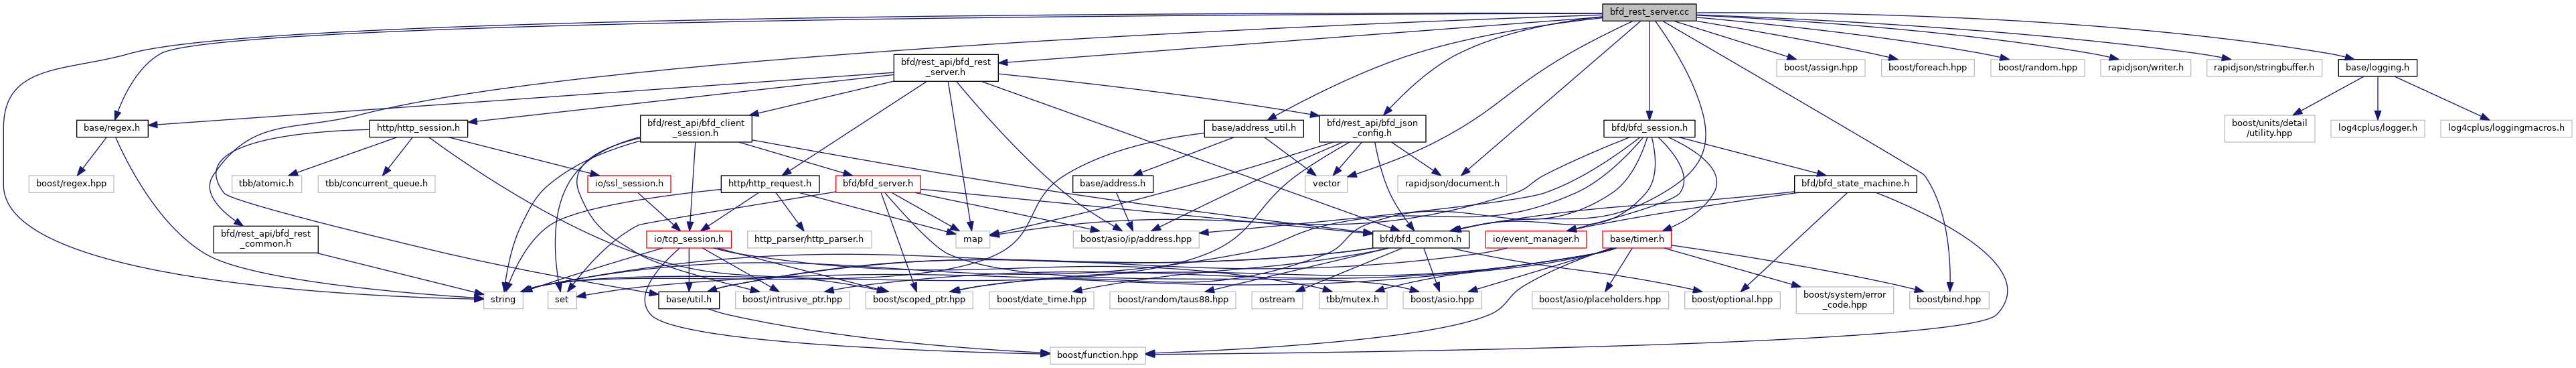 bfd_rest_server.cc
bfd/rest_api/bfd_rest
_server.h
boost/assign.hpp
boost/foreach.hpp
boost/random.hpp
rapidjson/writer.h
rapidjson/stringbuffer.h
base/logging.h
base/regex.h
http/http_session.h
bfd/rest_api/bfd_client
_session.h
base/address_util.h
bfd/rest_api/bfd_json
_config.h
bfd/bfd_session.h
boost/units/detail
/utility.hpp
log4cplus/logger.h
log4cplus/loggingmacros.h
boost/regex.hpp
tbb/atomic.h
tbb/concurrent_queue.h
io/ssl_session.h
http/http_request.h
bfd/bfd_server.h
base/address.h
vector
rapidjson/document.h
bfd/bfd_state_machine.h
bfd/rest_api/bfd_rest
_common.h
io/tcp_session.h
http_parser/http_parser.h
map
boost/asio/ip/address.hpp
bfd/bfd_common.h
io/event_manager.h
base/timer.h
string
set
base/util.h
boost/intrusive_ptr.hpp
boost/scoped_ptr.hpp
boost/date_time.hpp
boost/random/taus88.hpp
ostream
tbb/mutex.h
boost/asio.hpp
boost/asio/placeholders.hpp
boost/optional.hpp
boost/system/error
_code.hpp
boost/bind.hpp
boost/function.hpp